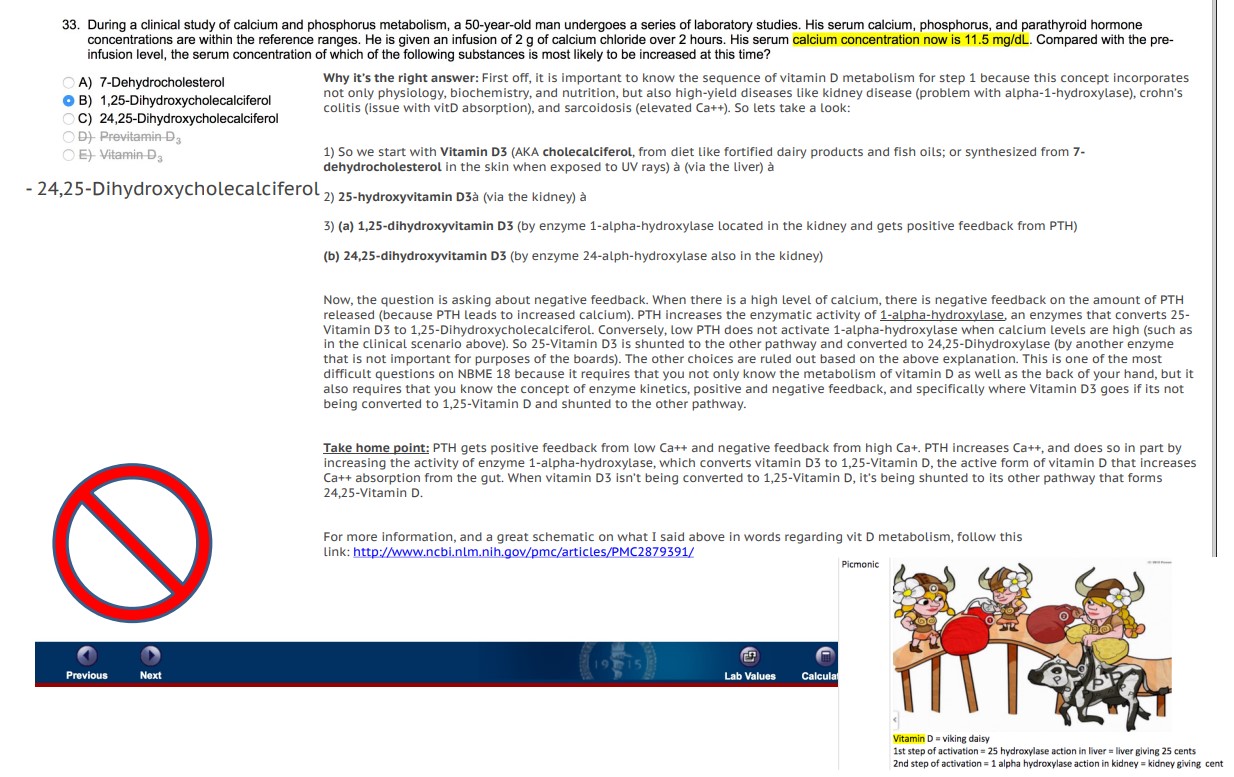 33. During a clinical study of calcium and phosphorus metabolism, a 50-year-old man undergoes a series of laboratory studies. His serum calcium, phosphorus, and parathyroid hormone
concentrations are within the reference ranges. He is given an infusion of 2 g of calcium chloride over 2 hours. His serum calcium concentration now is 11.5 mg/dL. Compared with the pre-
infusion level, the serum concentration of which of the following substances is most likely to be increased at this time?
A) 7-Dehydrocholesterol
B) 1,25-Dihydroxycholecalciferol
C) 24,25-Dihydroxycholecalciferol
D) Previtamin D3
E) Vitamin D3
- 24,25-Dihydroxycholecalciferol
Why it's the right answer: First off, it is important to know the sequence of vitamin D metabolism for step 1 because this concept incorporates
not only physiology, biochemistry, and nutrition, but also high-yield diseases like kidney disease (problem with alpha-1-hydroxylase), crohn's
colitis (issue with vitD absorption), and sarcoidosis (elevated Ca++). So lets take a look:
1) So we start with Vitamin D3 (AKA cholecalciferol, from diet like fortified dairy products and fish oils; or synthesized from 7-
dehydrocholesterol in the skin when exposed to UV rays) à (via the liver) à
2) 25-hydroxyvitamin D3à (via the kidney) à
3) (a) 1,25-dihydroxyvitamin D3 (by enzyme 1-alpha-hydroxylase located in the kidney and gets positive feedback from PTH)
(b) 24,25-dihydroxyvitamin D3 (by enzyme 24-alph-hydroxylase also in the kidney)
Now, the question is asking about negative feedback. When there is a high level of calcium, there is negative feedback on the amount of PTH
released (because PTH leads to increased calcium). PTH increases the enzymatic activity of 1-alpha-hydroxylase, an enzymes that converts 25-
Vitamin D3 to 1,25-Dihydroxycholecalciferol. Conversely, low PTH does not activate 1-alpha-hydroxylase when calcium levels are high (such as
in the clinical scenario above). So 25-Vitamin D3 is shunted to the other pathway and converted to 24,25-Dihydroxylase (by another enzyme
that is not important for purposes of the boards). The other choices are ruled out based on the above explanation. This is one of the most
difficult questions on NBME 18 because it requires that you not only know the metabolism of vitamin D as well as the back of your hand, but it
also requires that you know the concept of enzyme kinetics, positive and negative feedback, and specifically where Vitamin D3 goes if its not
being converted to 1,25-Vitamin D and shunted to the other pathway.
Take home point: PTH gets positive feedback from low Ca++ and negative feedback from high Ca+. PTH increases Ca++, and does so in part by
increasing the activity of enzyme 1-alpha-hydroxylase, which converts vitamin D3 to 1,25-Vitamin D, the active form of vitamin D that increases
Ca++ absorption from the gut. When vitamin D3 isn't being converted to 1,25-Vitamin D, it's being shunted to its other pathway that forms
24,25-Vitamin D.
For more information, and a great schematic on what I said above in words regarding vit D metabolism, follow this
link: http://www.ncbi.nlm.nih.gov/pmc/articles/PMC2879391/
Picmonic
P P P
19 15
Previous
Next
Lab Values
Calcula
Vitamin D = viking daisy
1st step of activation = 25 hydroxylase action in liver = liver giving 25 cents
2nd step of activation = 1 alpha hydroxylase action in kidney = kidney giving cent